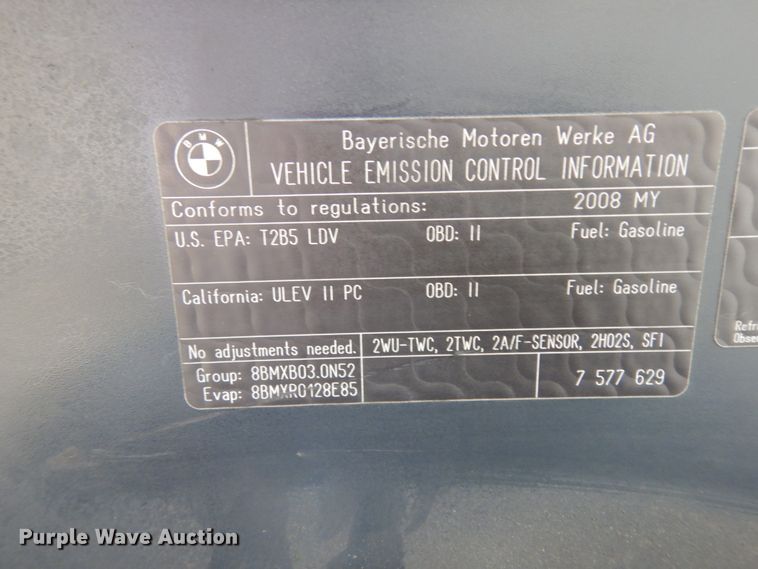 BMW
Bayerische Motoren Werke AG
VEHICLE EMISSION CONTROL INFORMATION
Conforms to regulations: 2008 MY
U.S. EPA: T2B5 LDV OBD: II Fuel: Gasoline
California: ULEV II PC OBD: II Fuel: Gasoline
No adjustments needed. 2WU-TWC, 2TWC, 2A/F-SENSOR, 2HO2S, SFI
Group: 8BMXB03.0N52
Evap: 8BMXR0128E85
7 577 629
Refri
Obser
Purple Wave Auction